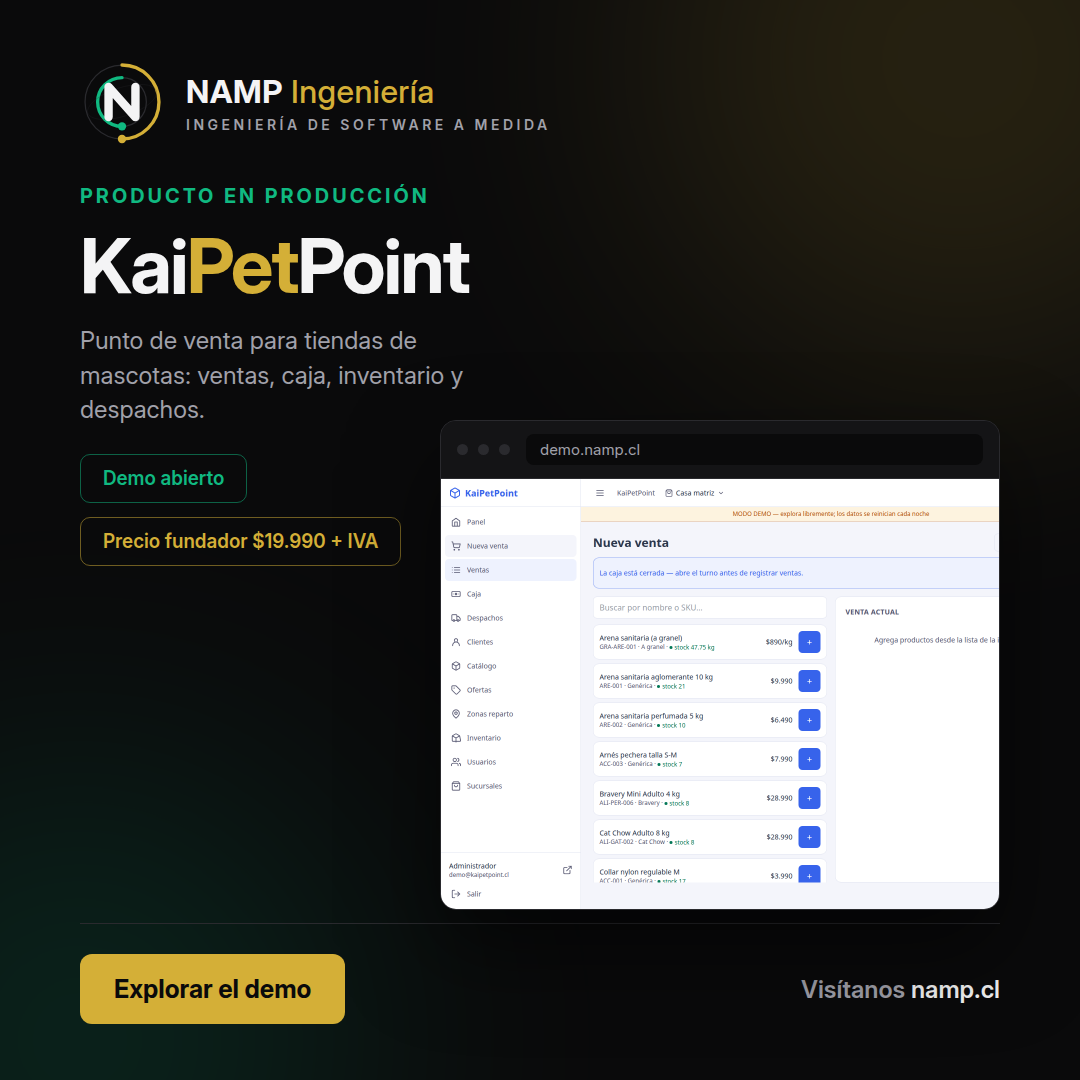 N
NAMP Ingeniería
INGENIERÍA DE SOFTWARE A MEDIDA
PRODUCTO EN PRODUCCIÓN
KaiPetPoint
Punto de venta para tiendas de
mascotas: ventas, caja, inventario y
despachos.
Demo abierto
Precio fundador $19.990 + IVA
demo.namp.cl
KaiPetPoint
Panel
Nueva venta
Ventas
Caja
Despachos
Clientes
Catálogo
Ofertas
Zonas reparto
Inventario
Usuarios
Sucursales
Administrador
demo@kaipetpoint.cl
Salir
KaiPetPoint Casa matriz
MODO DEMO — explora libremente; los datos se reinician cada noche
Nueva venta
La caja está cerrada — abre el turno antes de registrar ventas.
Buscar por nombre o SKU...
Arena sanitaria (a granel)
GRA-ARE-001 · A granel · ● stock 47.75 kg
$890/kg +
Arena sanitaria aglomerante 10 kg
ARE-001 · Genérica · ● stock 21
$9.990 +
Arena sanitaria perfumada 5 kg
ARE-002 · Genérica · ● stock 10
$6.490 +
Arnés pechera talla S-M
ACC-003 · Genérica · ● stock 7
$7.990 +
Bravery Mini Adulto 4 kg
ALI-PER-006 · Bravery · ● stock 8
$28.990 +
Cat Chow Adulto 8 kg
ALI-GAT-002 · Cat Chow · ● stock 8
$28.990 +
Collar nylon regulable M
ACC-001 · Genérica · ● stock 17
$3.990 +
VENTA ACTUAL
Agrega productos desde la lista de la
Explorar el demo
Visítanos namp.cl